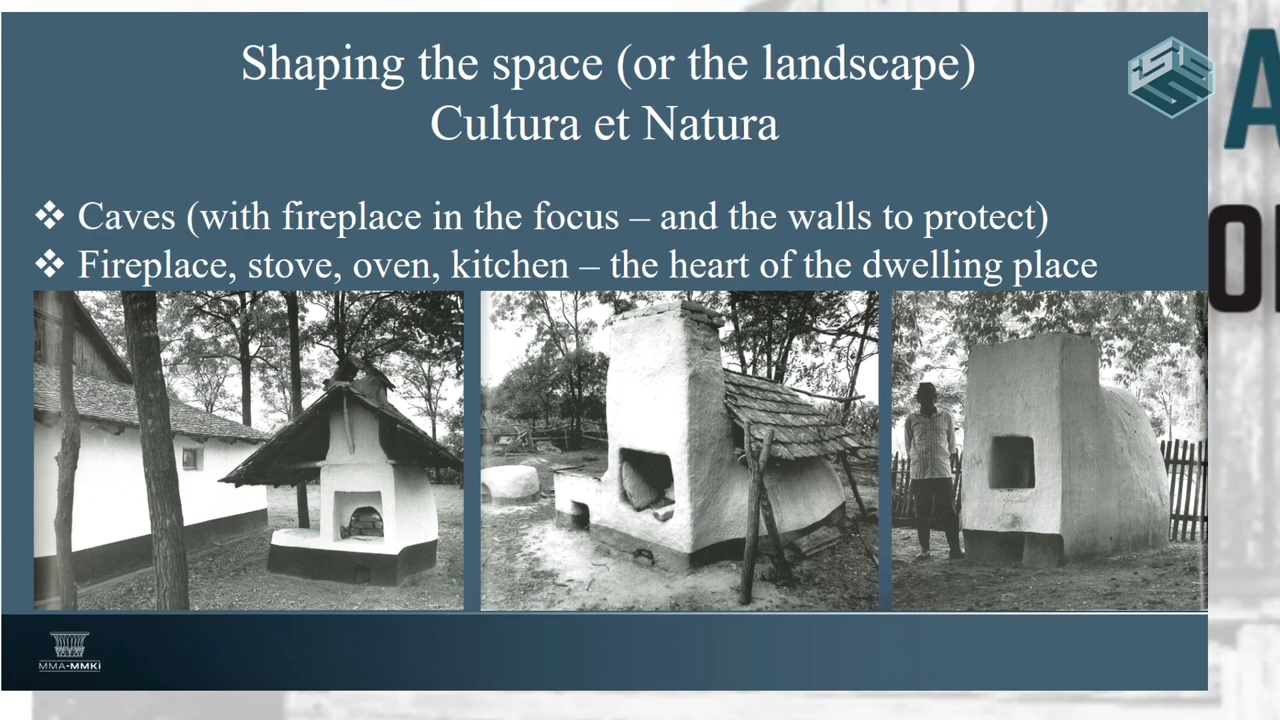 Shaping the space (or the landscape)
Cultura et Natura
❖ Caves (with fireplace in the focus – and the walls to protect)
❖ Fireplace, stove, oven, kitchen – the heart of the dwelling place
MMA•MMKI